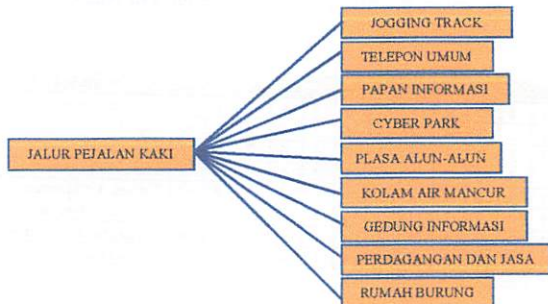 JOGGING TRACK
TELEPON UMUM
PAPAN INFORMASI
CYBER PARK
JALUR PEJALAN KAKI
PLASA ALUN-ALUN
KOLAM AIR MANCUR
GEDUNG INFORMASI
PERDAGANGAN DAN JASA
RUMAH BURUNG